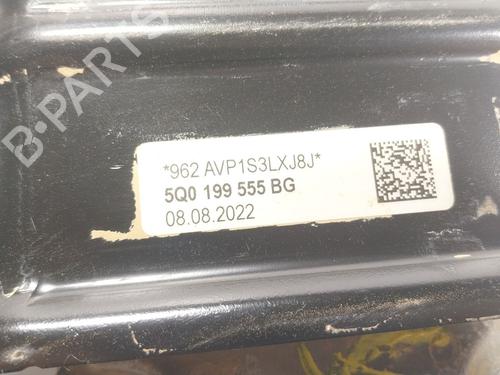 B-PARTS
*962 AVP1S3LXJ8J*
5Q0 199 555 BG
08.08.2022